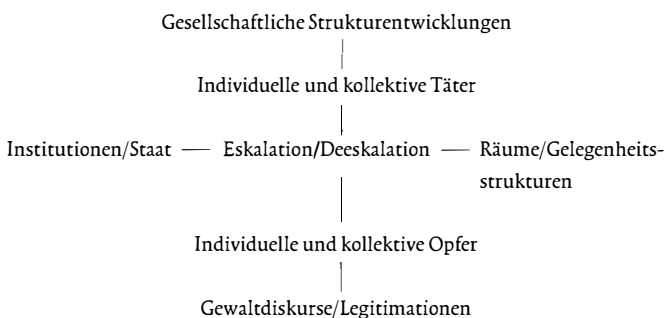 Gesellschaftliche Strukturentwicklungen
Individuelle und kollektive Täter
Institutionen/Staat — Eskalation/Deeskalation — Räume/Gelegenheits-
strukturen
Individuelle und kollektive Opfer
Gewaltdiskurse/Legitimationen